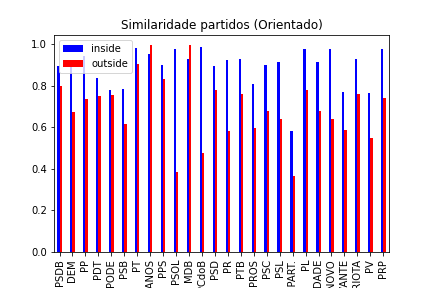 Similaridade partidos (Orientado)
inside
outside
1.0
0.8
0.6
0.4
0.2
0.0
PSDB
DEM
PP
PDT
PODE
PSB
PT
ANOS
PPS
PSOL
MDB
CdoB
PSD
PR
PTB
PROS
PSC
PSL
PART.
PL
DADE
NOVO
ANTE
RIOTA
PV
PRP